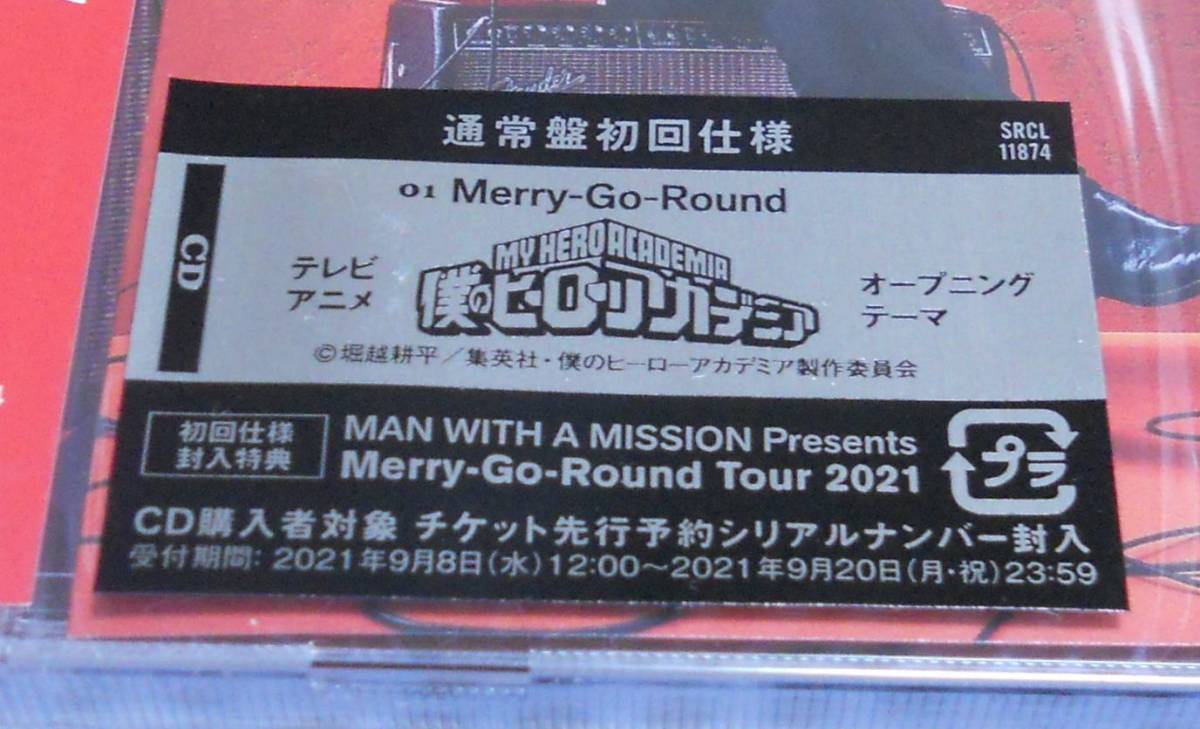 Fender
通常盤初回仕様
SRCL
11874
CD
01 Merry-Go-Round
テレビ
アニメ
MY HERO ACADEMIA
僕のヒーローアカデミア
オープニング
テーマ
©堀越耕平／集英社・僕のヒーローアカデミア製作委員会
初回仕様
封入特典
MAN WITH A MISSION Presents
Merry-Go-Round Tour 2021
プラ
CD購入者対象 チケット先行予約シリアルナンバー封入
受付期間: 2021年9月8日(水)12:00～2021年9月20日(月・祝)23:59